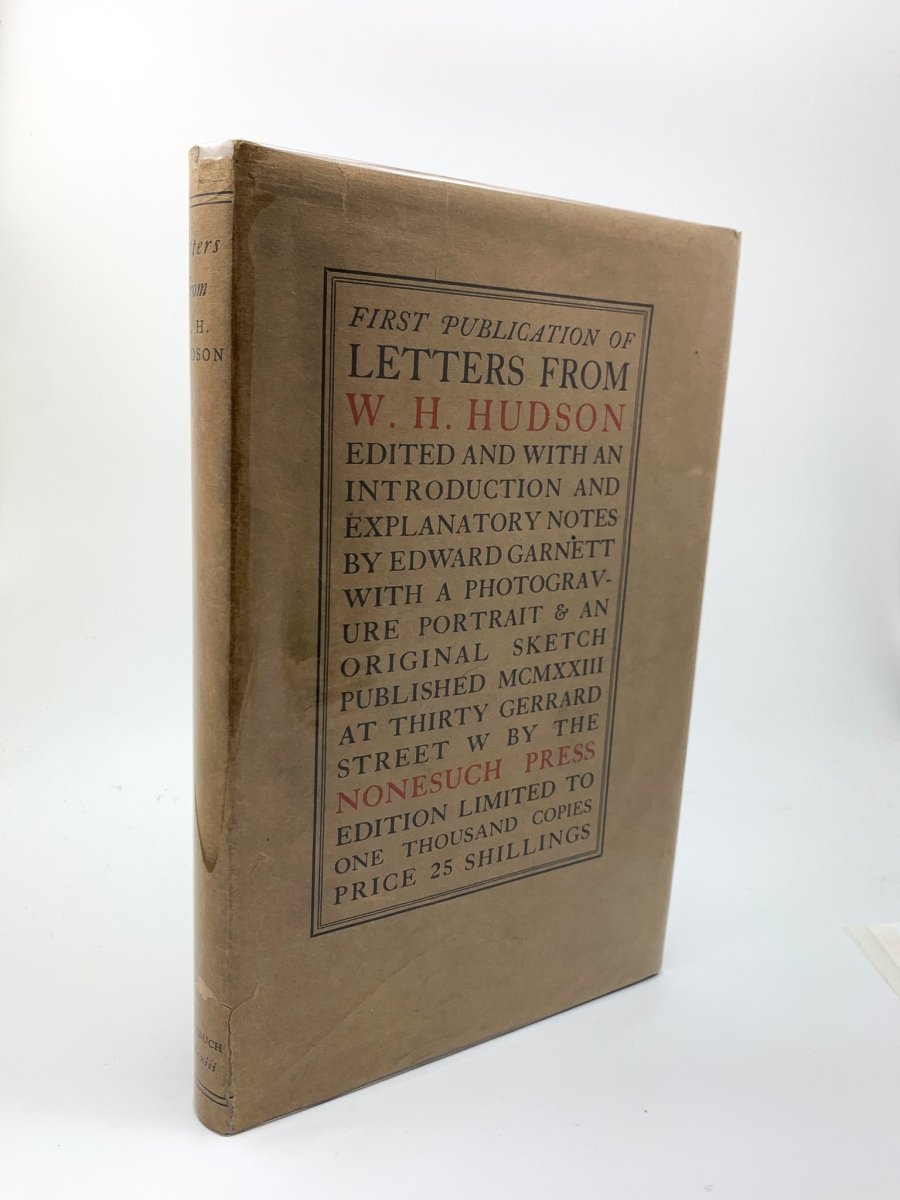 FIRST PUBLICATION OF
LETTERS FROM
W. H. HUDSON
EDITED AND WITH AN
INTRODUCTION AND
EXPLANATORY NOTES
BY EDWARD GARNETT
WITH A PHOTOGRAV-
URE PORTRAIT & AN
ORIGINAL SKETCH
PUBLISHED MCMXXIII
AT THIRTY GERRARD
STREET W BY THE
NONESUCH PRESS
EDITION LIMITED TO
ONE THOUSAND COPIES
PRICE 25 SHILLINGS
H.